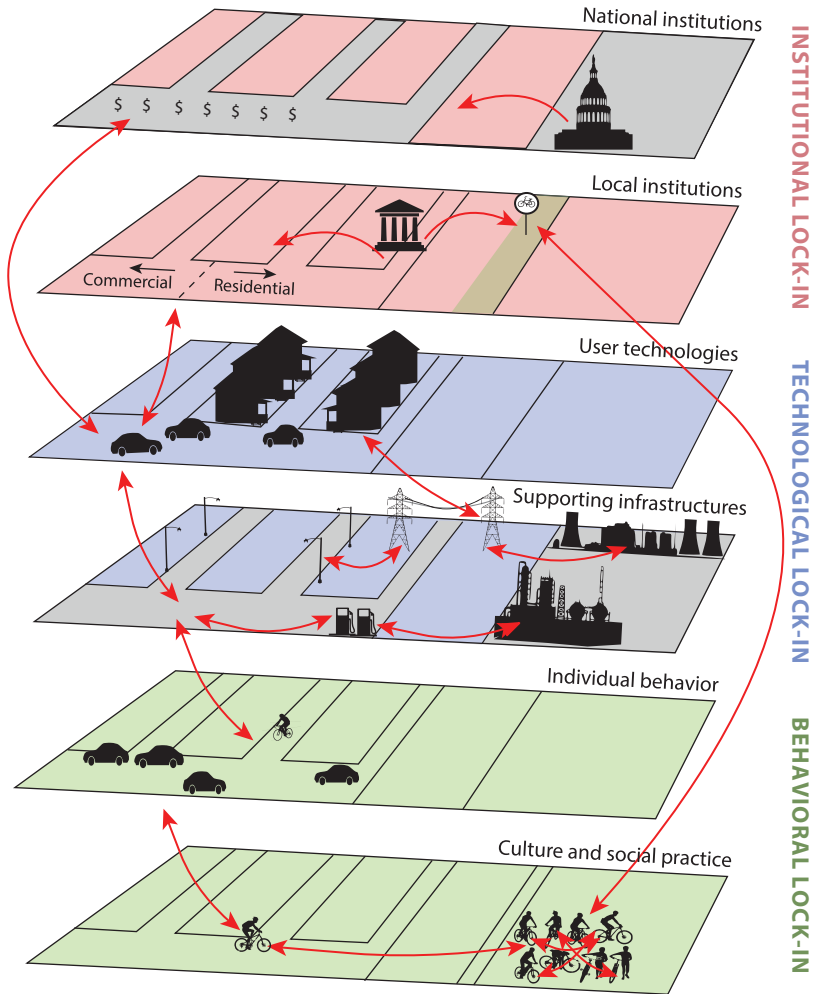 National institutions
$ $ $ $ $ $ $
Local institutions
Commercial
Residential
User technologies
Supporting infrastructures
Individual behavior
Culture and social practice
INSTITUTIONAL LOCK-IN
TECHNOLOGICAL LOCK-IN
BEHAVIORAL LOCK-IN